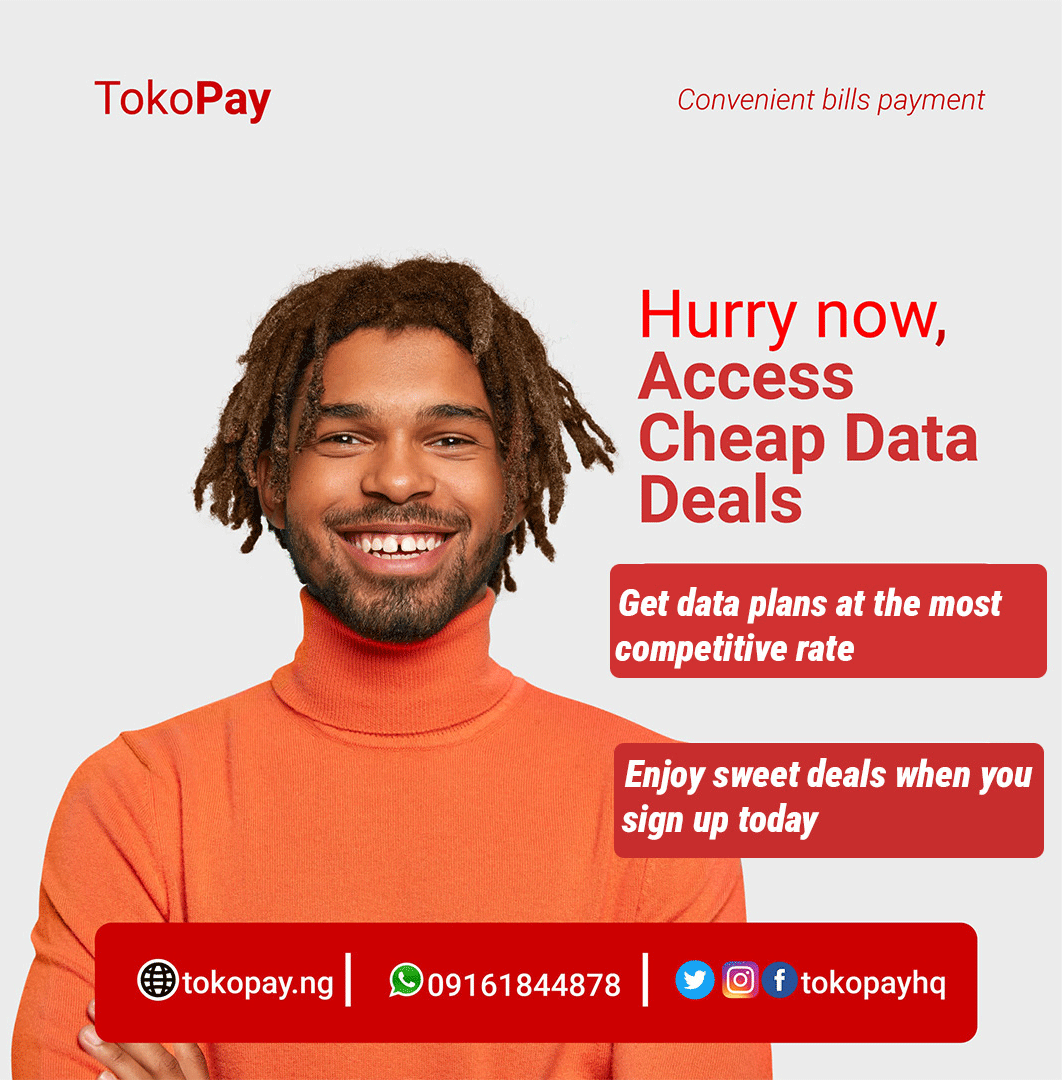 TokoPay
Convenient bills payment
Hurry now,
Access
Cheap Data
Deals
Get data plans at the most
competitive rate
Enjoy sweet deals when you
sign up today
tokopay.ng | 09161844878 | tokopayhq